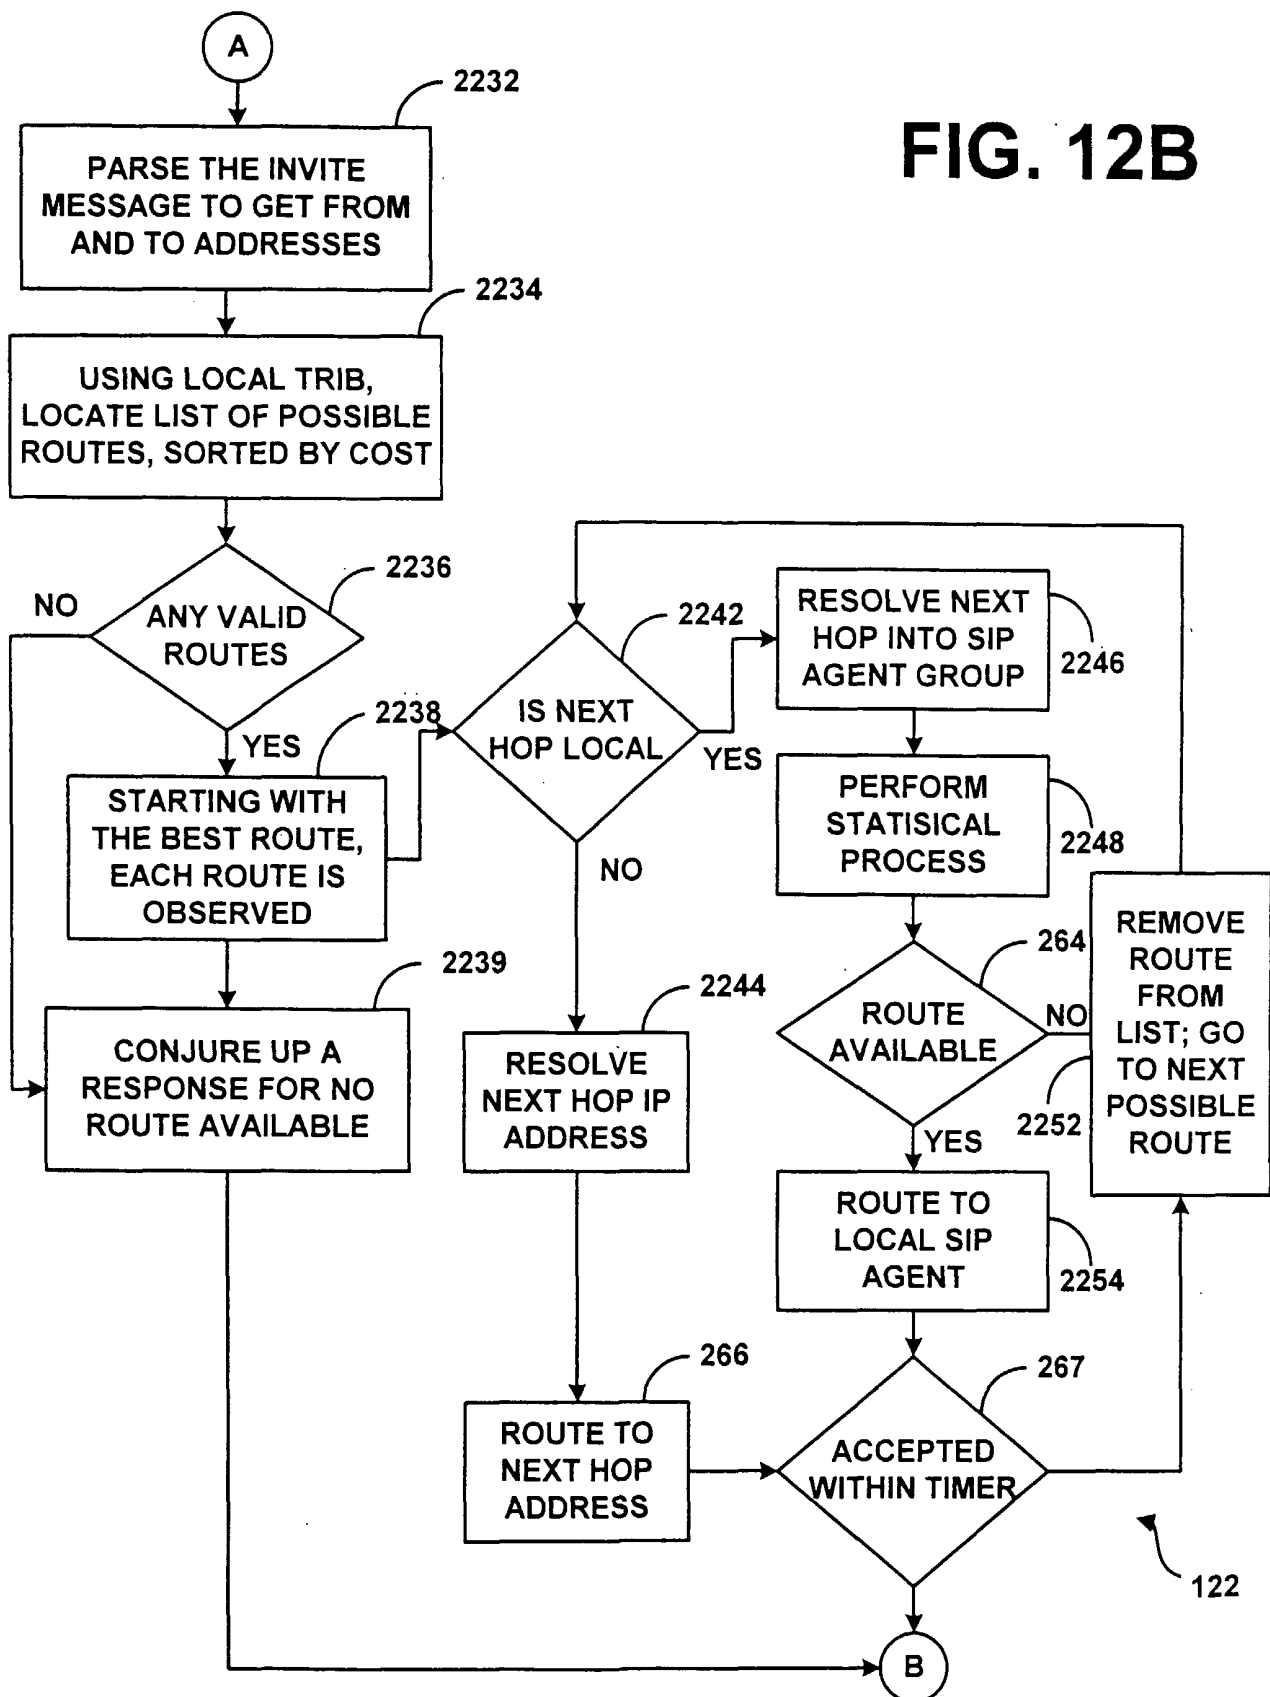 A
2232
FIG. 12B
PARSE THE INVITE
MESSAGE TO GET FROM
AND TO ADDRESSES
2234
USING LOCAL TRIB,
LOCATE LIST OF POSSIBLE
ROUTES, SORTED BY COST
2236
NO
ANY VALID
ROUTES
YES
2238
STARTING WITH
THE BEST ROUTE,
EACH ROUTE IS
OBSERVED
2239
CONJURE UP A
RESPONSE FOR NO
ROUTE AVAILABLE
2242
IS NEXT
HOP LOCAL
YES
NO
2244
RESOLVE
NEXT HOP IP
ADDRESS
266
ROUTE TO
NEXT HOP
ADDRESS
RESOLVE NEXT
HOP INTO SIP
AGENT GROUP
2246
PERFORM
STATISICAL
PROCESS
2248
264
ROUTE
AVAILABLE
NO
YES
2252
REMOVE
ROUTE
FROM
LIST; GO
TO NEXT
POSSIBLE
ROUTE
ROUTE TO
LOCAL SIP
AGENT
2254
267
ACCEPTED
WITHIN TIMER
122
B